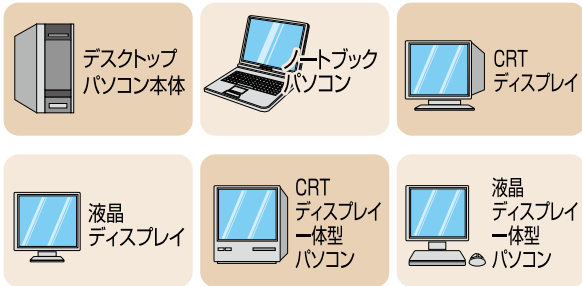 デスクトップ
パソコン本体
ノートブック
パソコン
CRT
ディスプレイ
液晶
ディスプレイ
CRT
ディスプレイ
一体型
パソコン
液晶
ディスプレイ
一体型
パソコン